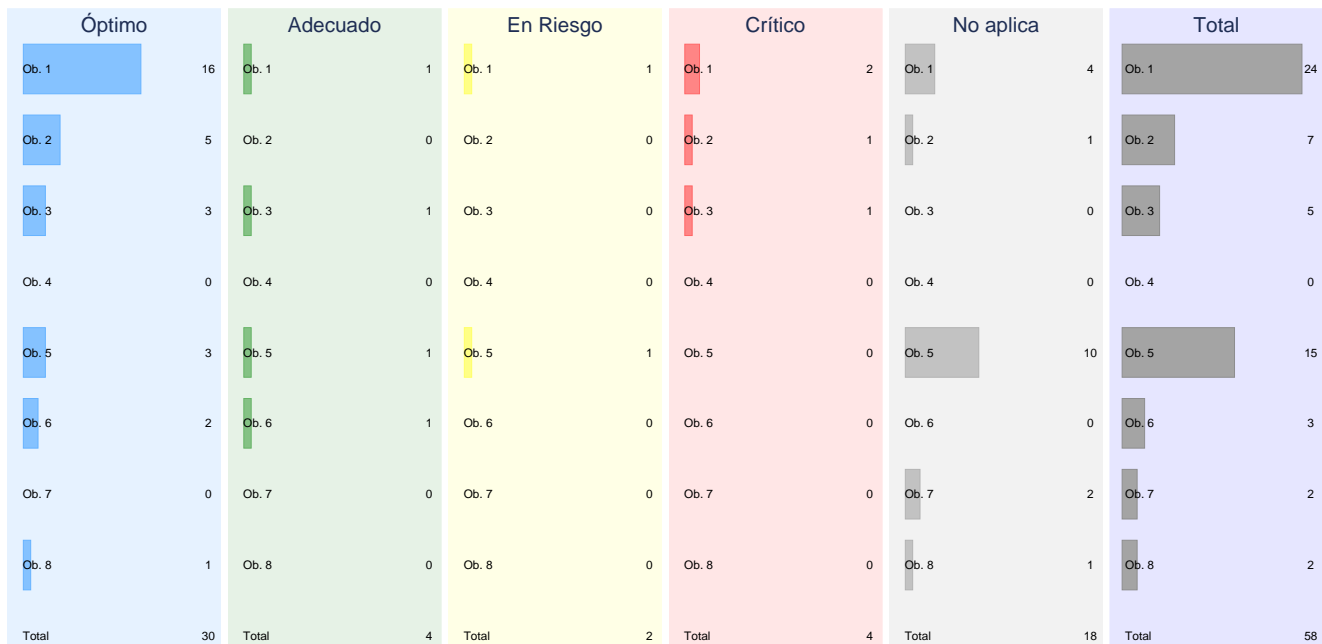 Óptimo Adecuado En Riesgo Crítico No aplica Total
Ob. 1 16 Ob. 1 1 Ob. 1 1 Ob. 1 2 Ob. 1 4 Ob. 1 24
Ob. 2 5 Ob. 2 0 Ob. 2 0 Ob. 2 1 Ob. 2 1 Ob. 2 7
Ob. 3 3 Ob. 3 1 Ob. 3 0 Ob. 3 1 Ob. 3 0 Ob. 3 5
Ob. 4 0 Ob. 4 0 Ob. 4 0 Ob. 4 0 Ob. 4 0 Ob. 4 0
Ob. 5 3 Ob. 5 1 Ob. 5 1 Ob. 5 0 Ob. 5 10 Ob. 5 15
Ob. 6 2 Ob. 6 1 Ob. 6 0 Ob. 6 0 Ob. 6 0 Ob. 6 3
Ob. 7 0 Ob. 7 0 Ob. 7 0 Ob. 7 0 Ob. 7 2 Ob. 7 2
Ob. 8 1 Ob. 8 0 Ob. 8 0 Ob. 8 0 Ob. 8 1 Ob. 8 2
Total 30 Total 4 Total 2 Total 4 Total 18 Total 58